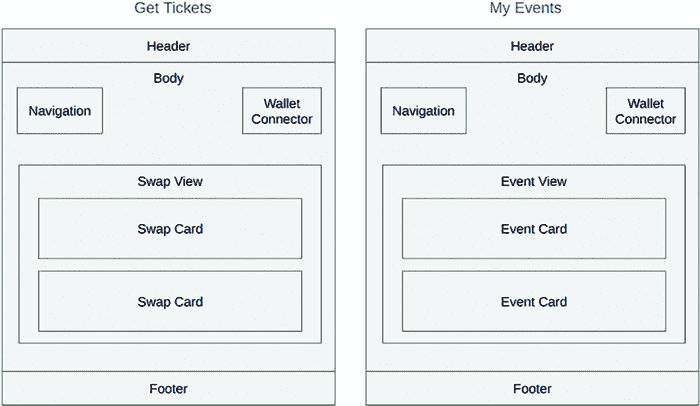 Get Tickets
Header
Body
Navigation
Wallet
Connector
Swap View
Swap Card
Swap Card
Footer
My Events
Header
Body
Navigation
Wallet
Connector
Event View
Event Card
Event Card
Footer